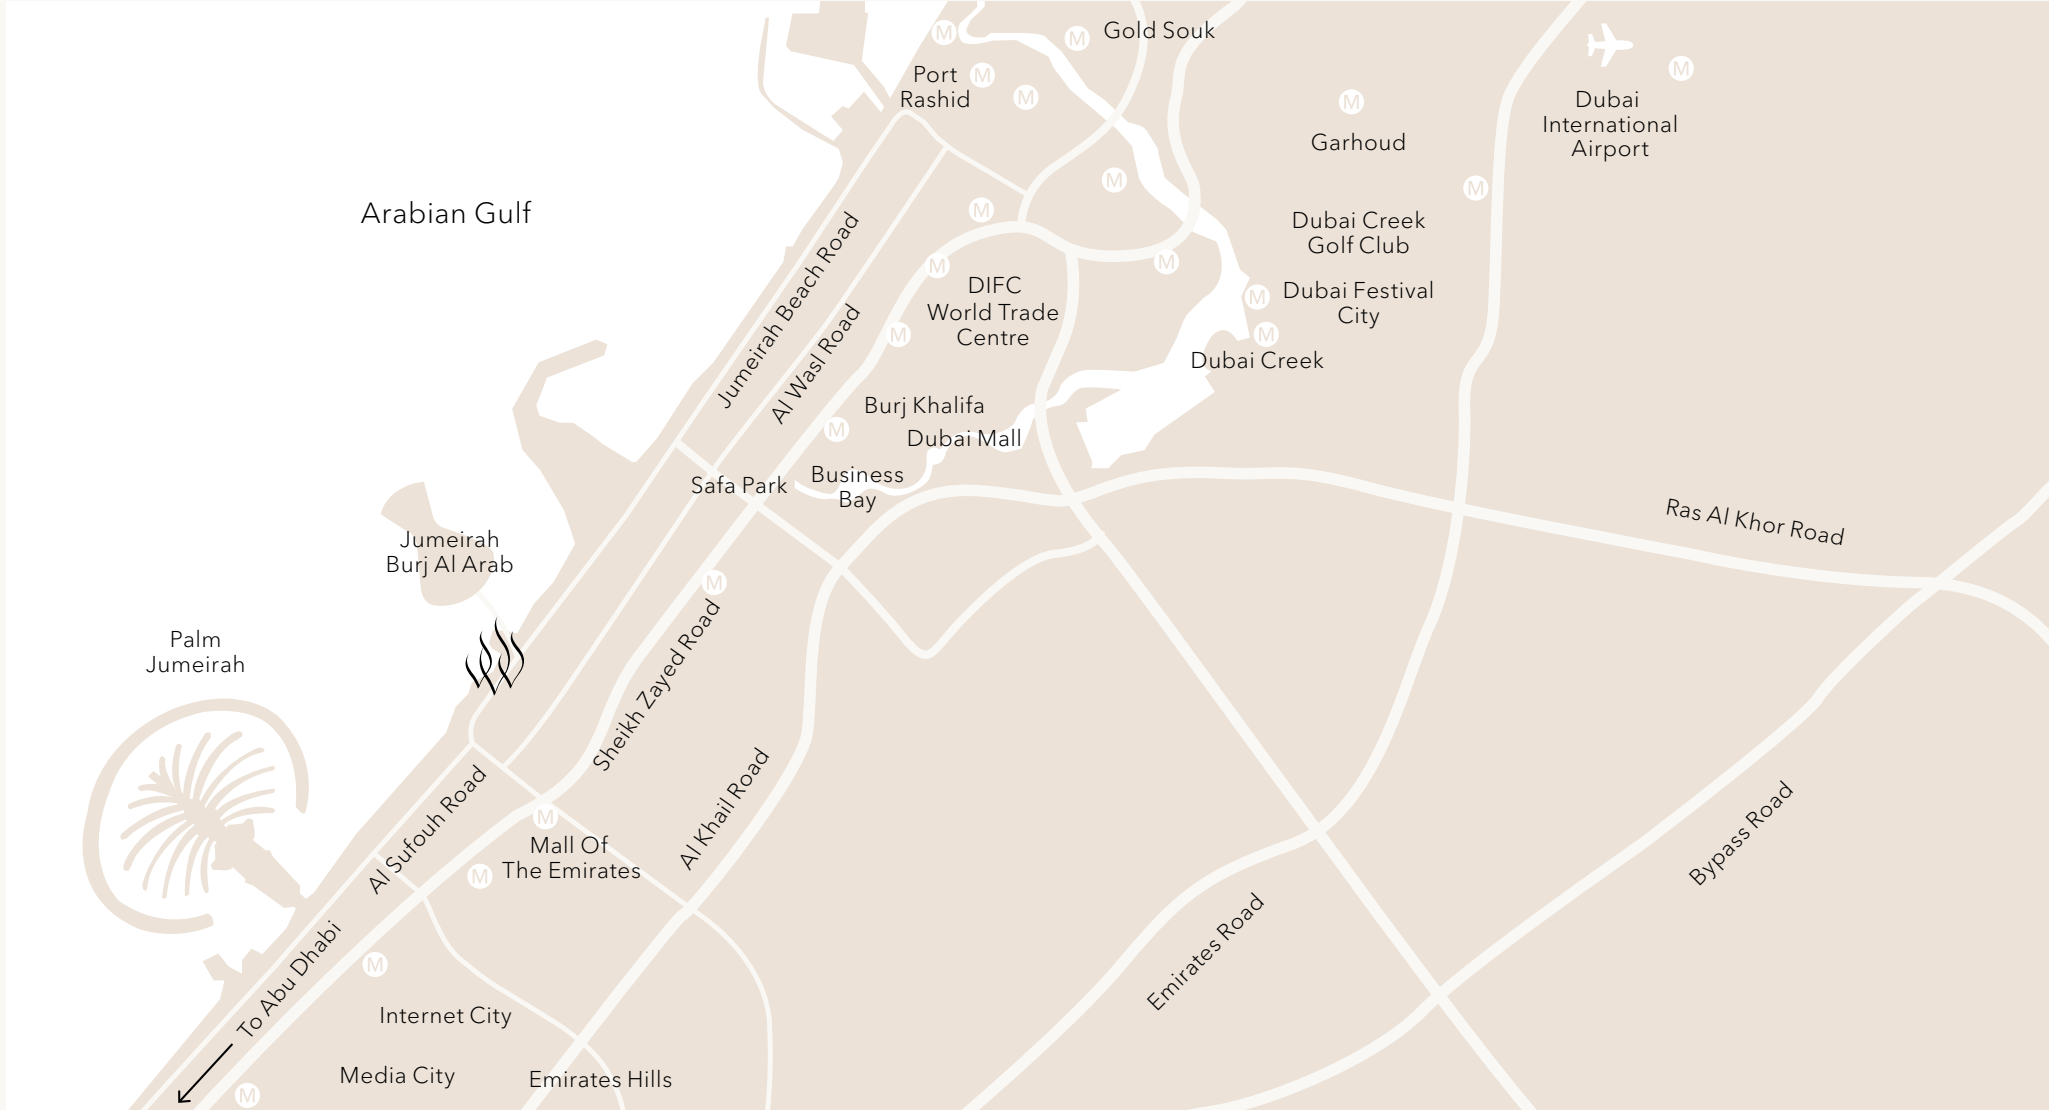 M
M
Gold Souk
M
Port
Rashid
M
M
M
Garhoud
Dubai
International
Airport
M
M
M
M
M
M
M
M
M
Arabian Gulf
Dubai Creek
Golf Club
Dubai Festival
City
Dubai Creek
DIFC
World Trade
Centre
Jumeirah Beach Road
Al Wasl Road
Burj Khalifa
Dubai Mall
M
Safa Park
Business
Bay
Ras Al Khor Road
Jumeirah
Burj Al Arab
M
Palm
Jumeirah
Sheikh Zayed Road
Al Khail Road
Al Sufouh Road
M
Mall Of
The Emirates
M
Bypass Road
Emirates Road
To Abu Dhabi
M
Internet City
Media City
Emirates Hills
M